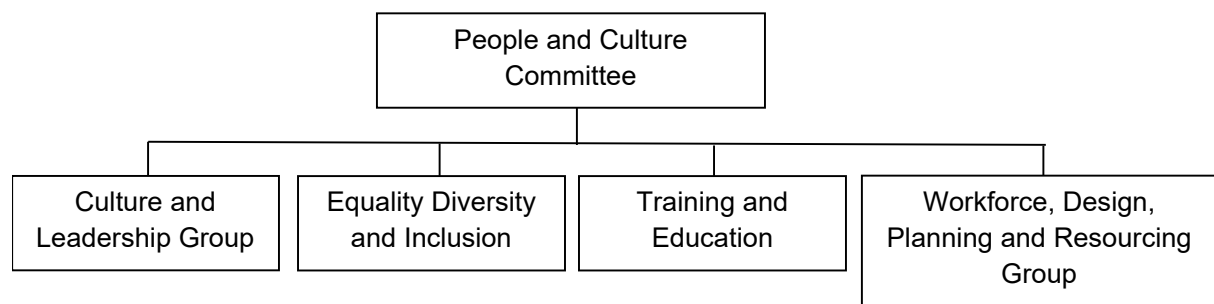 People and Culture
Committee
Culture and
Leadership Group
Equality Diversity
and Inclusion
Training and
Education
Workforce, Design,
Planning and Resourcing
Group